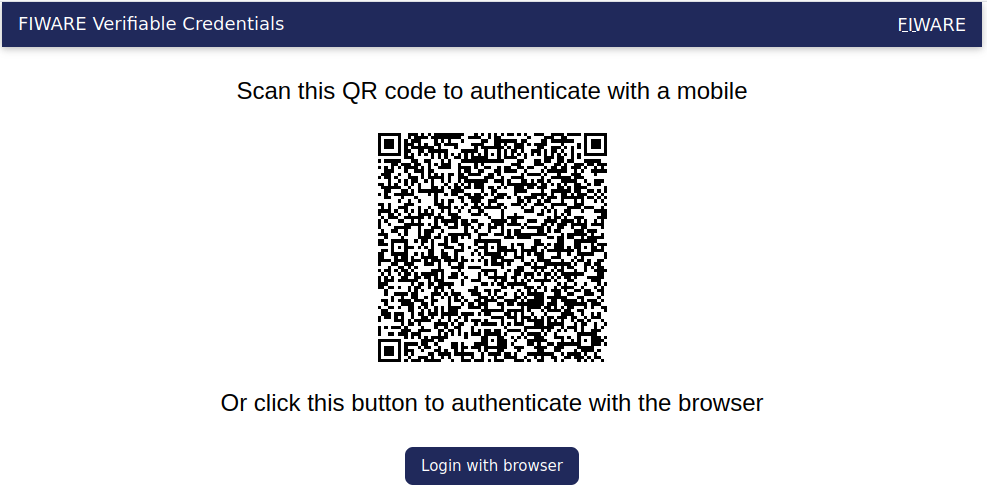 FIWARE Verifiable Credentials
FIWARE
Scan this QR code to authenticate with a mobile
Or click this button to authenticate with the browser
Login with browser